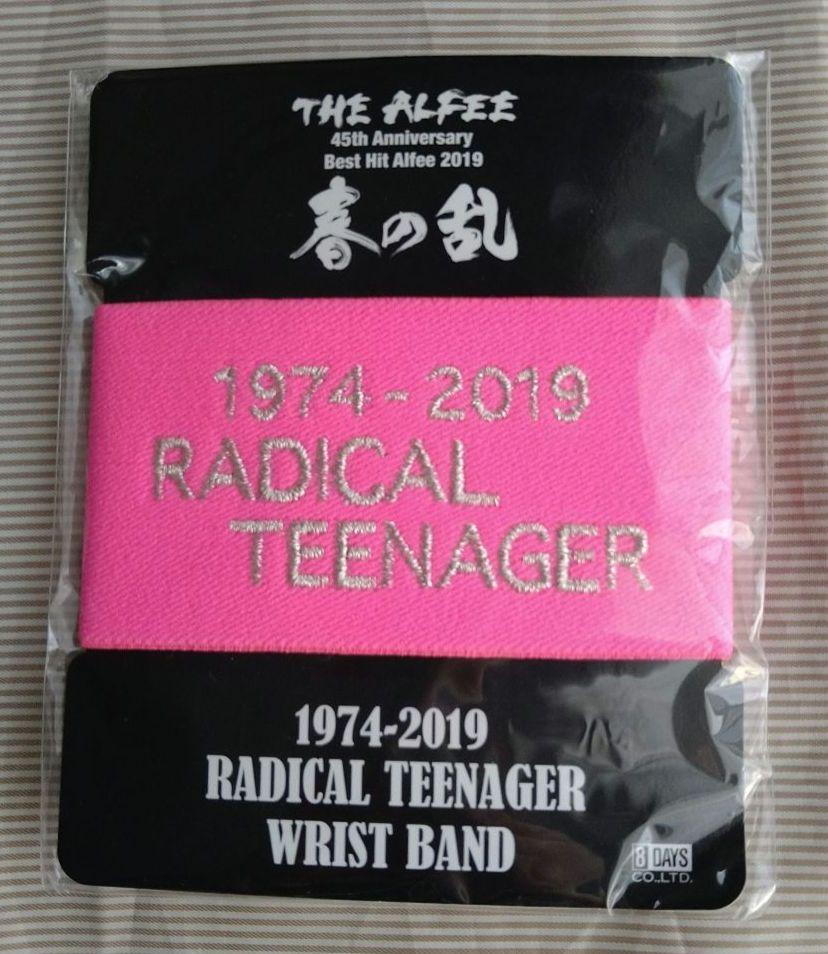 THE ALFEE
45th Anniversary
Best Hit Alfee 2019
春の乱
1974-2019
RADICAL
TEENAGER
1974-2019
RADICAL TEENAGER
WRIST BAND
8 DAYS
CO.,LTD.